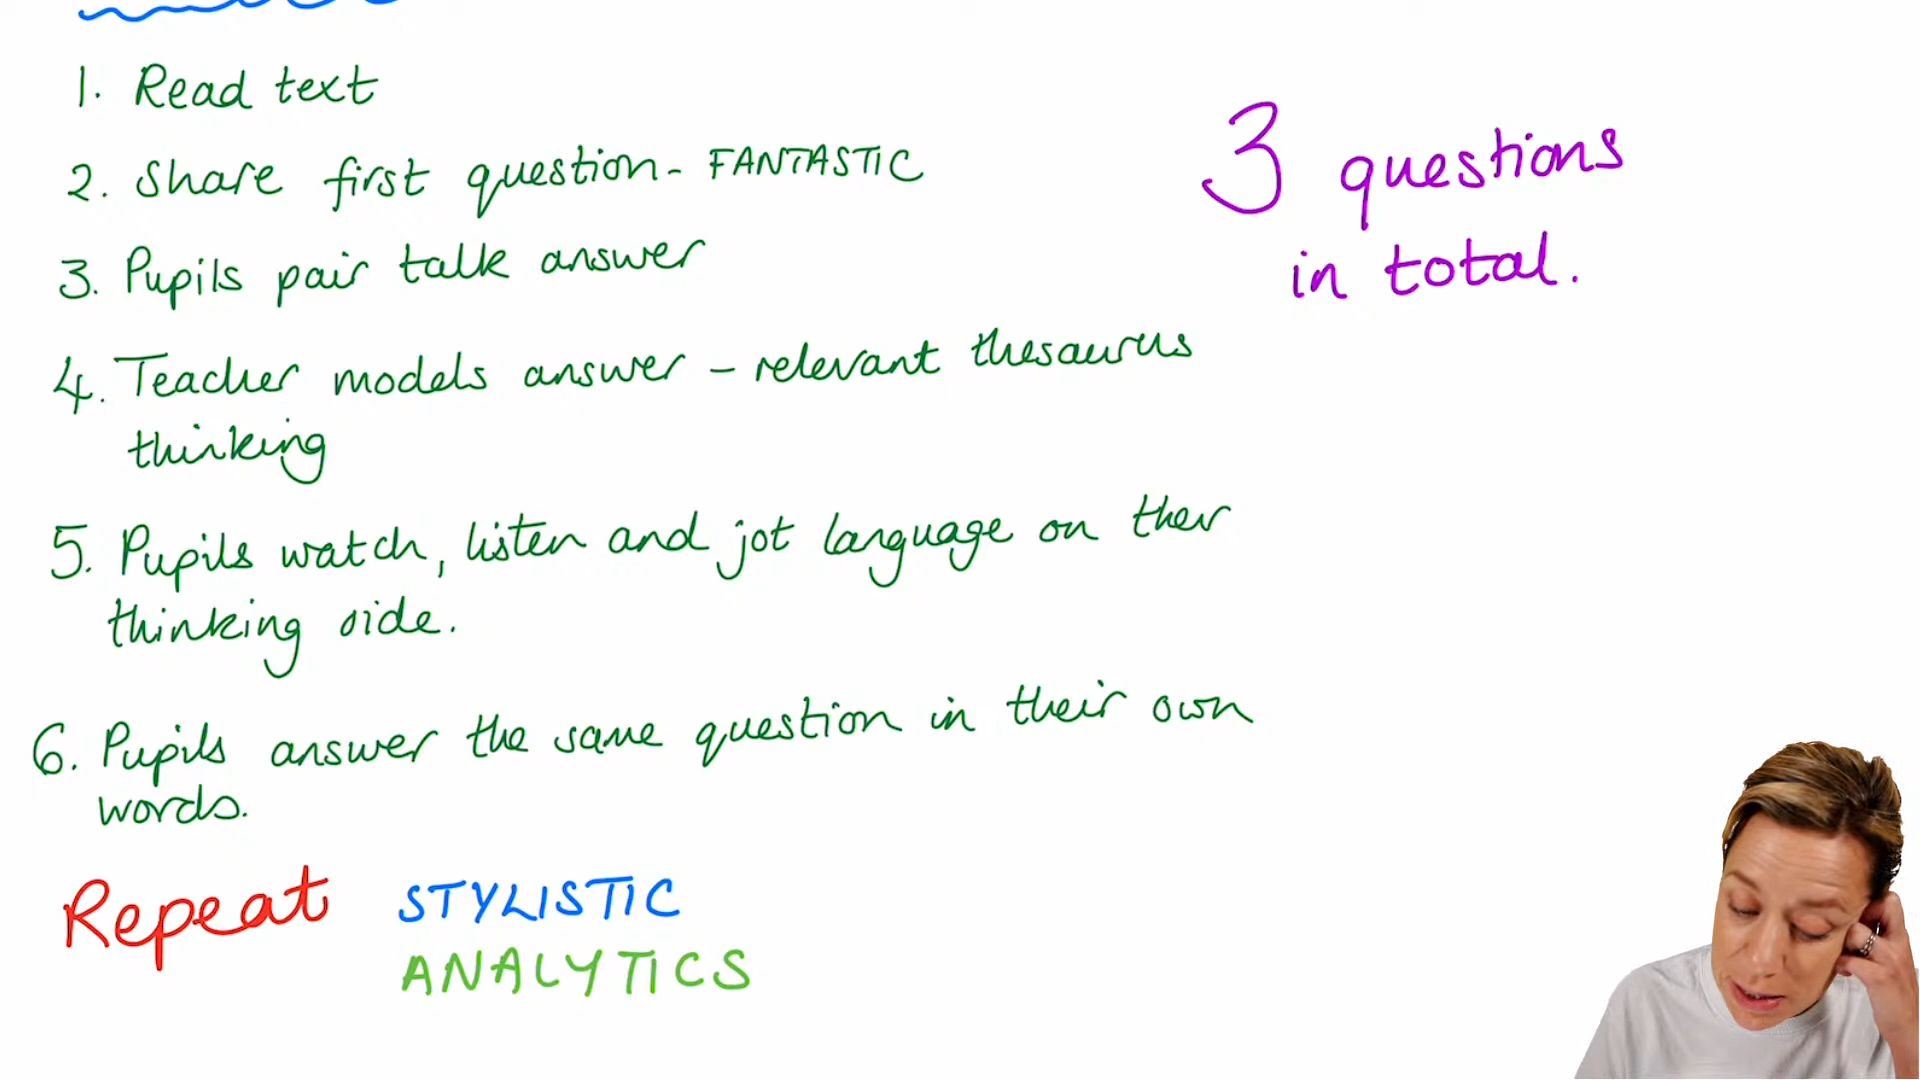 1. Read text
2. Share first question - FANTASTIC
3. Pupils pair talk answer
4. Teacher models answer - relevant thesaurus
thinking
5. Pupils watch, listen and jot language on their
thinking side.
6. Pupils answer the same question in their own
words.
Repeat STYLISTIC
ANALYTICS
3 questions
in total.